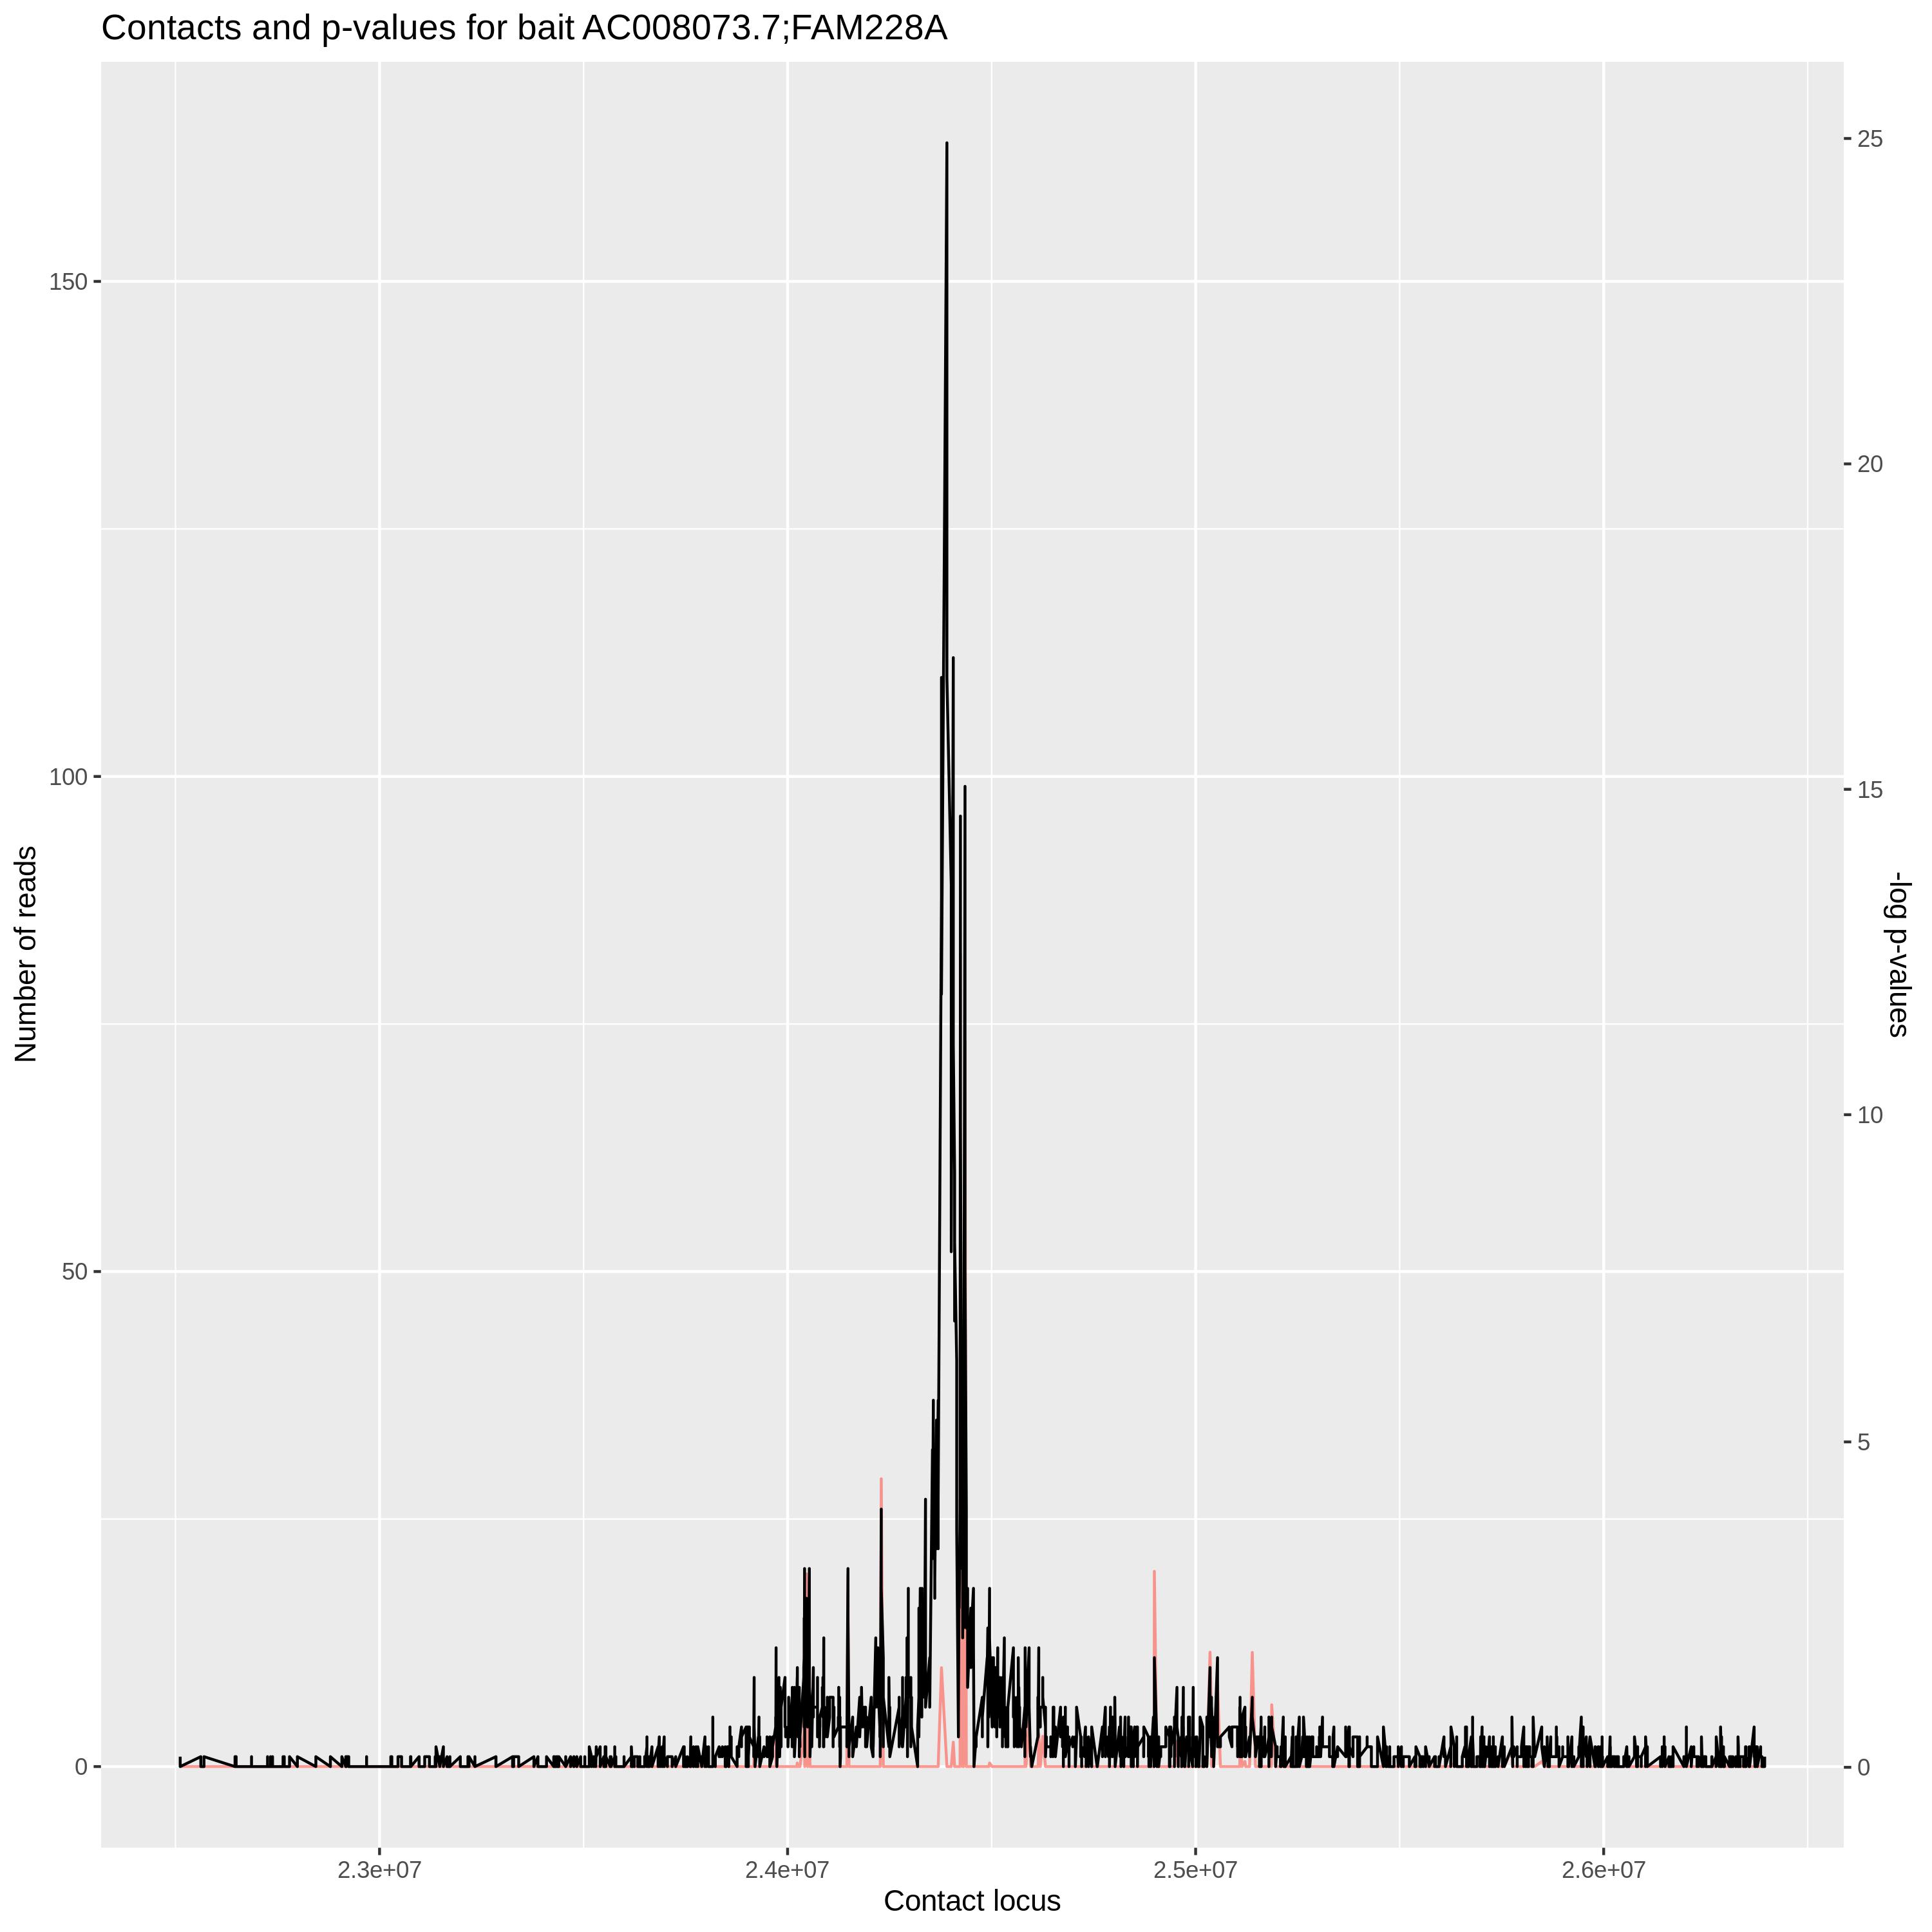 Contacts and p-values for bait AC008073.7;FAM228A
150
100
50
0
Number of reads
25
20
15
10
5
0
-log p-values
2.3e+07
2.4e+07
2.5e+07
2.6e+07
Contact locus